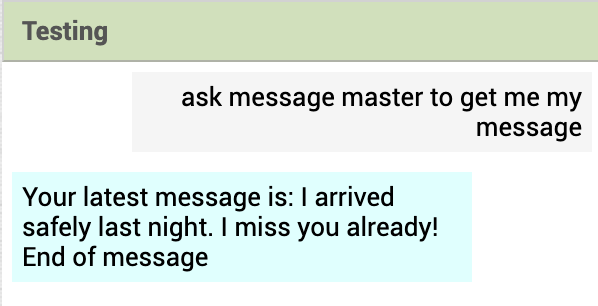 Testing
ask message master to get me my
message
Your latest message is: I arrived
safely last night. I miss you already!
End of message